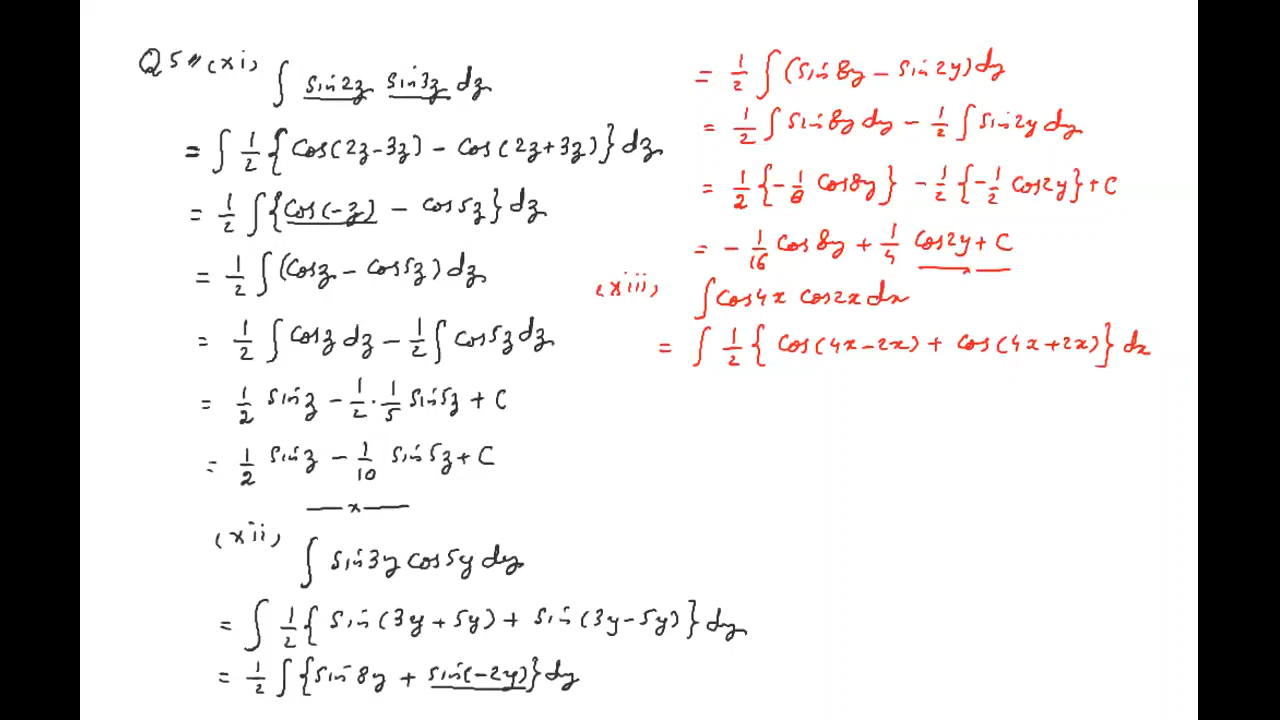 Q5 " (xi) ∫ sin2z sin3z dz
= ∫ 1/2 { cos(2z-3z) - cos(2z+3z) } dz
= 1/2 ∫ { cos(-z) - cos5z } dz
= 1/2 ∫ (cosz - cos5z) dz
= 1/2 ∫ cosz dz - 1/2 ∫ cos5z dz
= 1/2 sinz - 1/2 · 1/5 sin5z + C
= 1/2 sinz - 1/10 sin5z + C
—x—
(xii) ∫ sin3y cos5y dy
= ∫ 1/2 { sin(3y+5y) + sin(3y-5y) } dy
= 1/2 ∫ { sin8y + sin(-2y) } dy
= 1/2 ∫ (sin8y - sin2y) dy
= 1/2 ∫ sin8y dy - 1/2 ∫ sin2y dy
= 1/2 { -1/8 cos8y } - 1/2 { -1/2 cos2y } + C
= - 1/16 cos8y + 1/4 cos2y + C
(xiii) ∫ cos4x cos2x dx
= ∫ 1/2 { cos(4x-2x) + cos(4x+2x) } dx